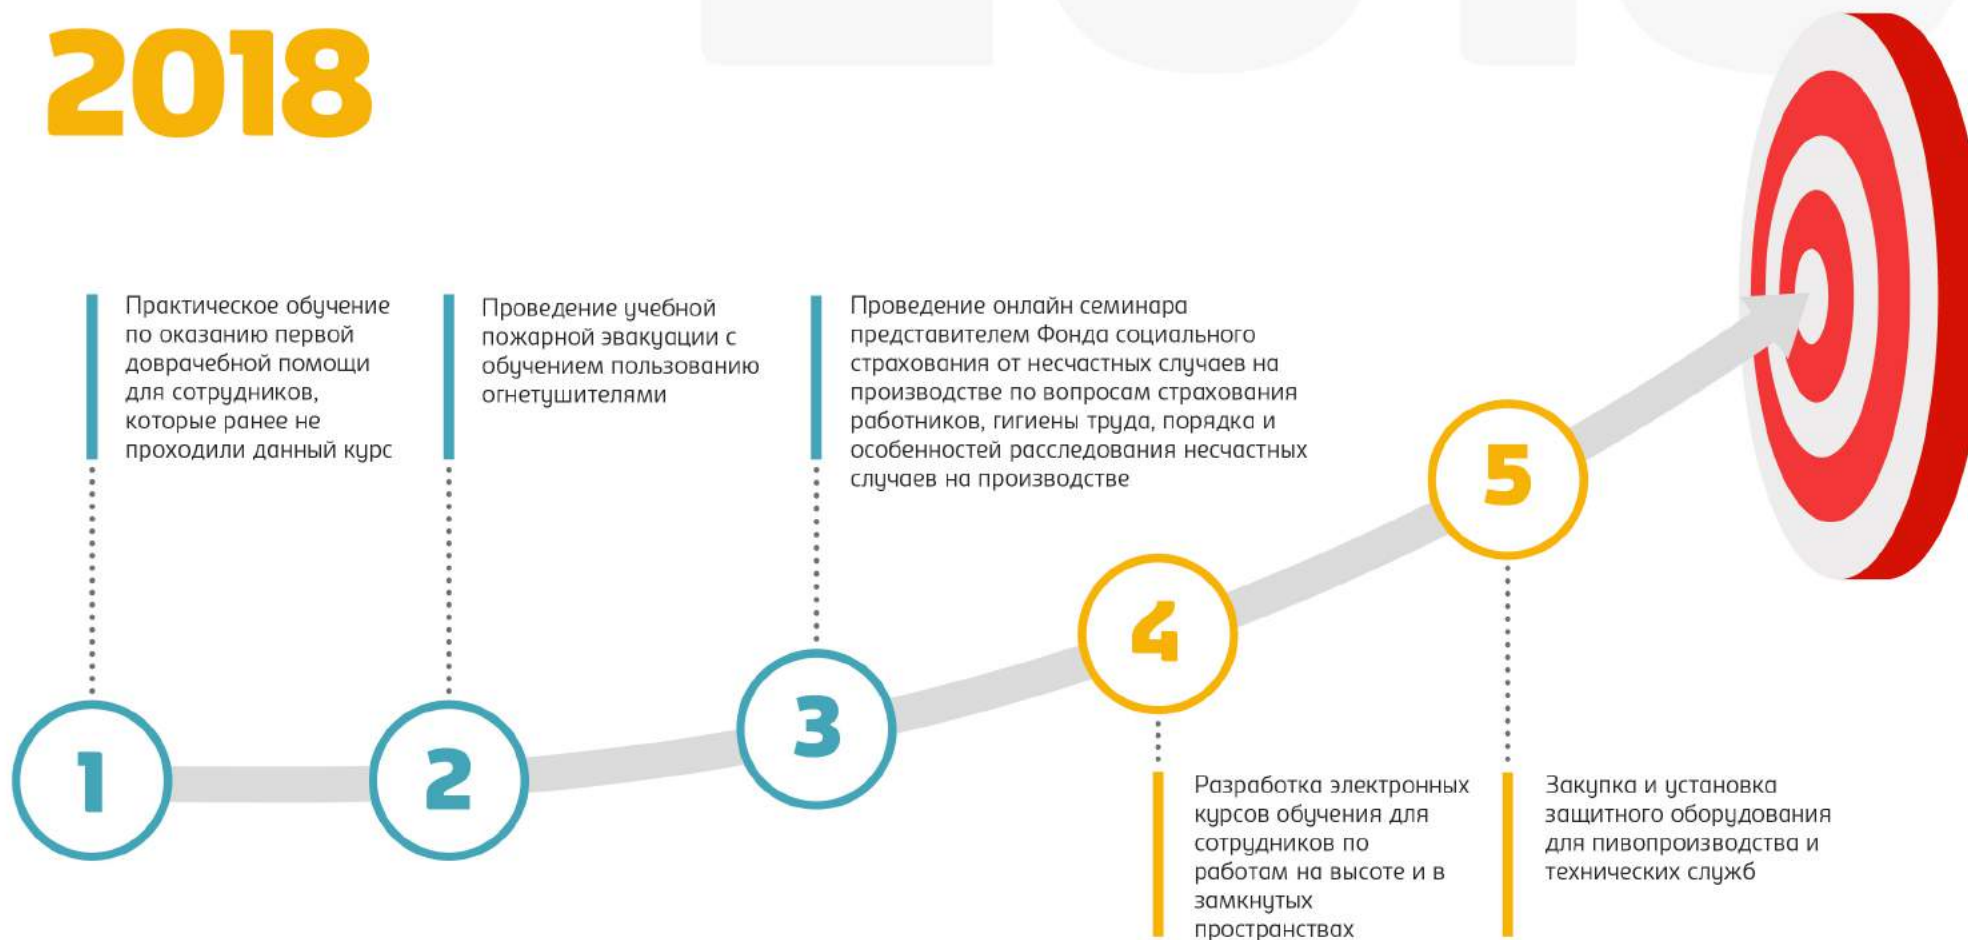 2018
Практическое обучение
по оказанию первой
доврачебной помощи
для сотрудников,
которые ранее не
проходили данный курс
Проведение учебной
пожарной эвакуации с
обучением пользованию
огнетушителями
Проведение онлайн семинара
представителем Фонда социального
страхования от несчастных случаев на
производстве по вопросам страхования
работников, гигиены труда, порядка и
особенностей расследования несчастных
случаев на производстве
1
2
3
4
5
Разработка электронных
курсов обучения для
сотрудников по
работам на высоте и в
замкнутых
пространствах
Закупка и установка
защитного оборудования
для пивопроизводства и
технических служб